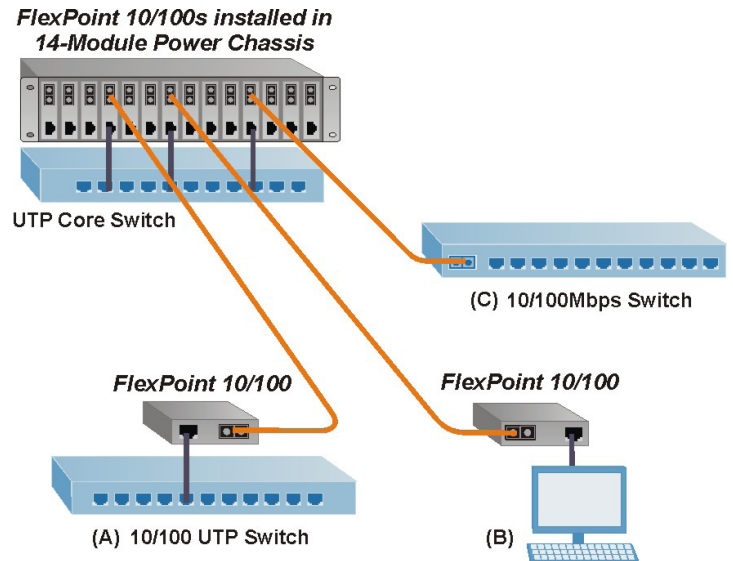 FlexPoint 10/100s installed in
14-Module Power Chassis
UTP Core Switch
(C) 10/100Mbps Switch
FlexPoint 10/100
FlexPoint 10/100
(A) 10/100 UTP Switch
(B)